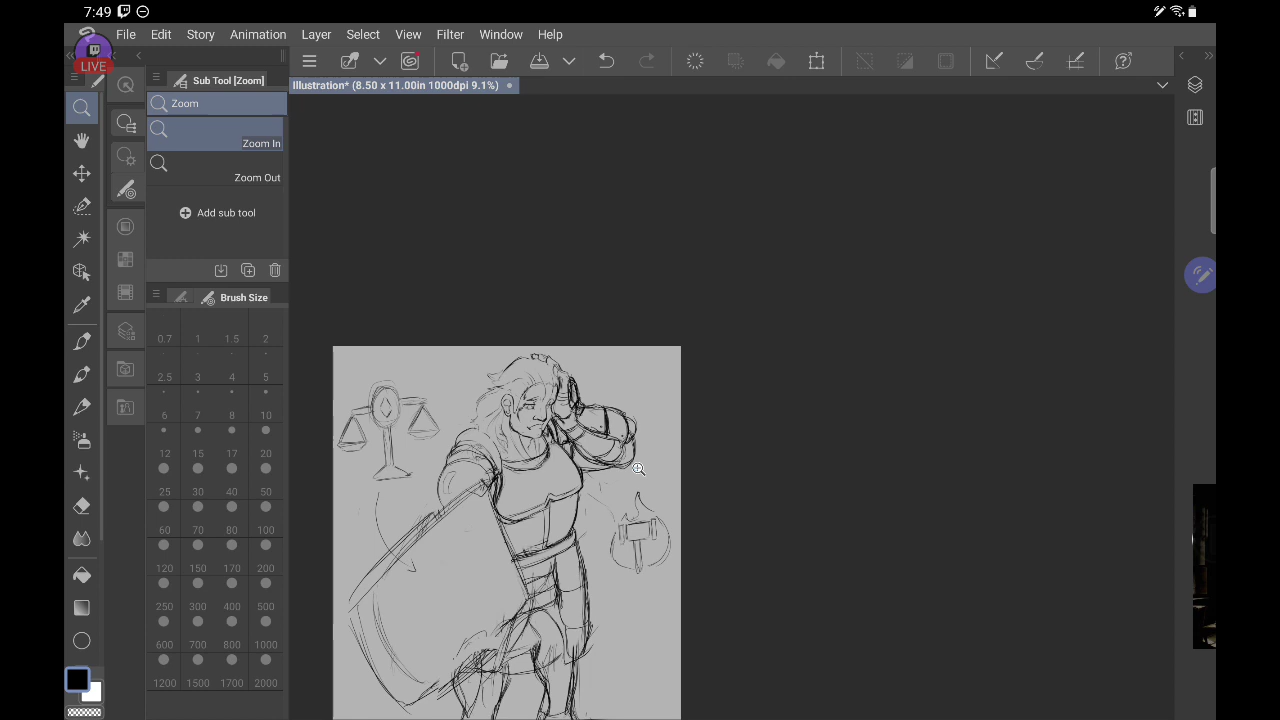 7:49
File Edit Story Animation Layer Select View Filter Window Help
LIVE
Sub Tool [Zoom]
Illustration* (8.50 x 11.00in 1000dpi 9.1%)
Zoom
Zoom In
Zoom Out
Add sub tool
Brush Size
0.7 1 1.5 2
2.5 3 4 5
6 7 8 10
12 15 17 20
25 30 40 50
60 70 80 100
120 150 170 200
250 300 400 500
600 700 800 1000
1200 1500 1700 2000